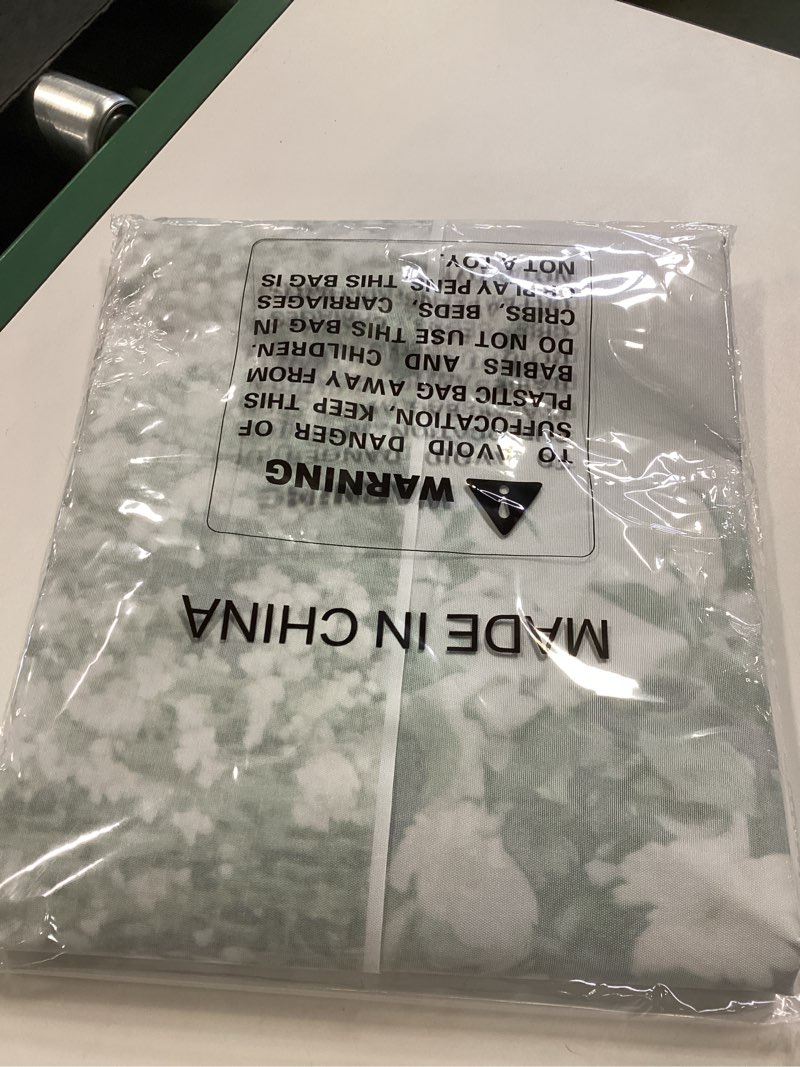 WARNING
TO AVOID DANGER OF
SUFFOCATION, KEEP THIS
PLASTIC BAG AWAY FROM
BABIES AND CHILDREN.
DO NOT USE THIS BAG IN
CRIBS, BEDS, CARRIAGES
OR PLAY PENS. THIS BAG IS
NOT A TOY.
MADE IN CHINA